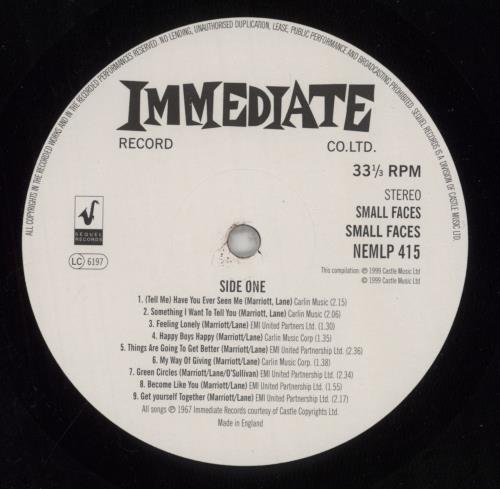 ALL COPYRIGHTS IN THE RECORDED WORKS AND IN THE RECORDED PERFORMANCES RESERVED. NO LENDING, UNAUTHORISED DUPLICATION, LEASE, PUBLIC PERFORMANCE AND BROADCASTING PROHIBITED. SEQUEL RECORDS IS A DIVISION OF CASTLE MUSIC LTD.
IMMEDIATE
RECORD CO.LTD.
33 1/3 RPM
STEREO
SMALL FACES
SMALL FACES
NEMLP 415
SEQUEL
RECORDS
LC 6197
This compilation: ℗ 1999 Castle Music Ltd
© 1999 Castle Music Ltd
SIDE ONE
1. (Tell Me) Have You Ever Seen Me (Marriott, Lane) Carlin Music (2.15)
2. Something I Want To Tell You (Marriott, Lane) Carlin Music (2.06)
3. Feeling Lonely (Marriott/Lane) EMI United Partners Ltd. (1.30)
4. Happy Boys Happy (Marriott/Lane) Carlin Music Corp (1.35)
5. Things Are Going To Get Better (Marriott/Lane) EMI United Partnership Ltd. (2.36)
6. My Way Of Giving (Marriott/Lane) Carlin Music Corp. (1.38)
7. Green Circles (Marriott/Lane/O'Sullivan) EMI United Partnership Ltd. (2.34)
8. Become Like You (Marriott/Lane) EMI United Partnership Ltd. (1.55)
9. Get yourself Together (Marriott/Lane) EMI United Partnership Ltd. (2.17)
All songs ℗ 1967 Immediate Records courtesy of Castle Copyrights Ltd.
Made in England